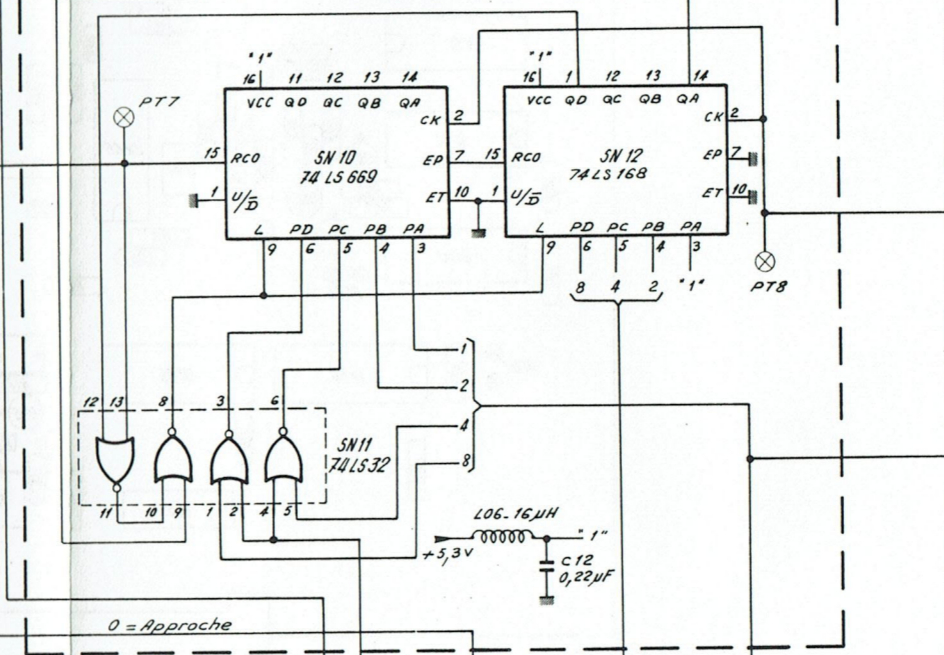 "1" "1"
16 11 12 13 14 16 1 12 13 14
VCC QD QC QB QA VCC QD QC QB QA
PT7
CK 2 CK 2
15 RCO SN 10 EP 7 15 RCO SN 12 EP 7
74 LS 669 74 LS 168
1 U/D̅ ET 10 1 U/D̅ ET 10
L PD PC PB PA L PD PC PB PA
9 6 5 4 3 9 6 5 4 3
8 4 2 "1" PT8
1
2
12 13 8 3 6
4
SN11
74LS32
8
11 10 9 1 2 4 5
L06-16µH
+5,3V "1"
C12
0,22µF
0 = Approche